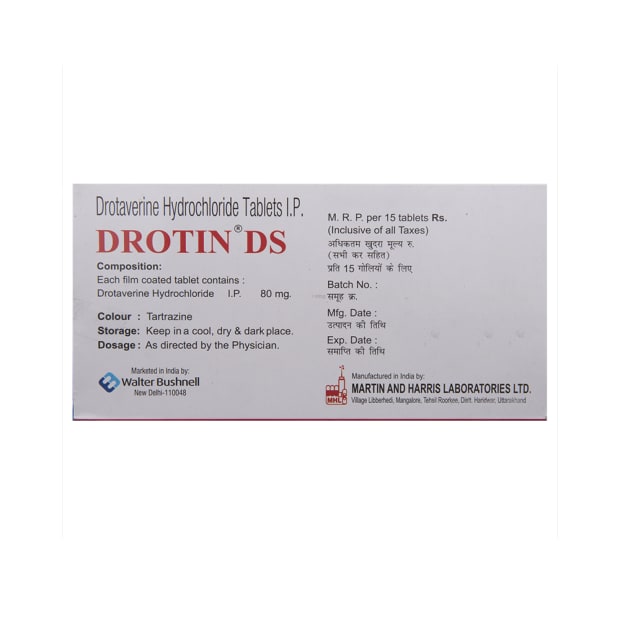 Drotaverine Hydrochloride Tablets I.P.
DROTIN® DS
Composition:
Each film coated tablet contains :
Drotaverine Hydrochloride I.P. 80 mg.
Colour : Tartrazine
Storage: Keep in a cool, dry & dark place.
Dosage : As directed by the Physician.
Marketed in India by:
Walter Bushnell
New Delhi-110048
M. R. P. per 15 tablets Rs.
(Inclusive of all Taxes)
अधिकतम खुदरा मूल्य रु.
(सभी कर सहित)
प्रति 15 गोलियों के लिए
Batch No. :
समूह क्र.
Mfg. Date :
उत्पादन की तिथि
Exp. Date :
समाप्ति की तिथि
Manufactured in India by:
MHL
MARTIN AND HARRIS LABORATORIES LTD.
Village Libberhedi, Mangalore, Tehsil Roorkee, Distt. Haridwar, Uttarakhand